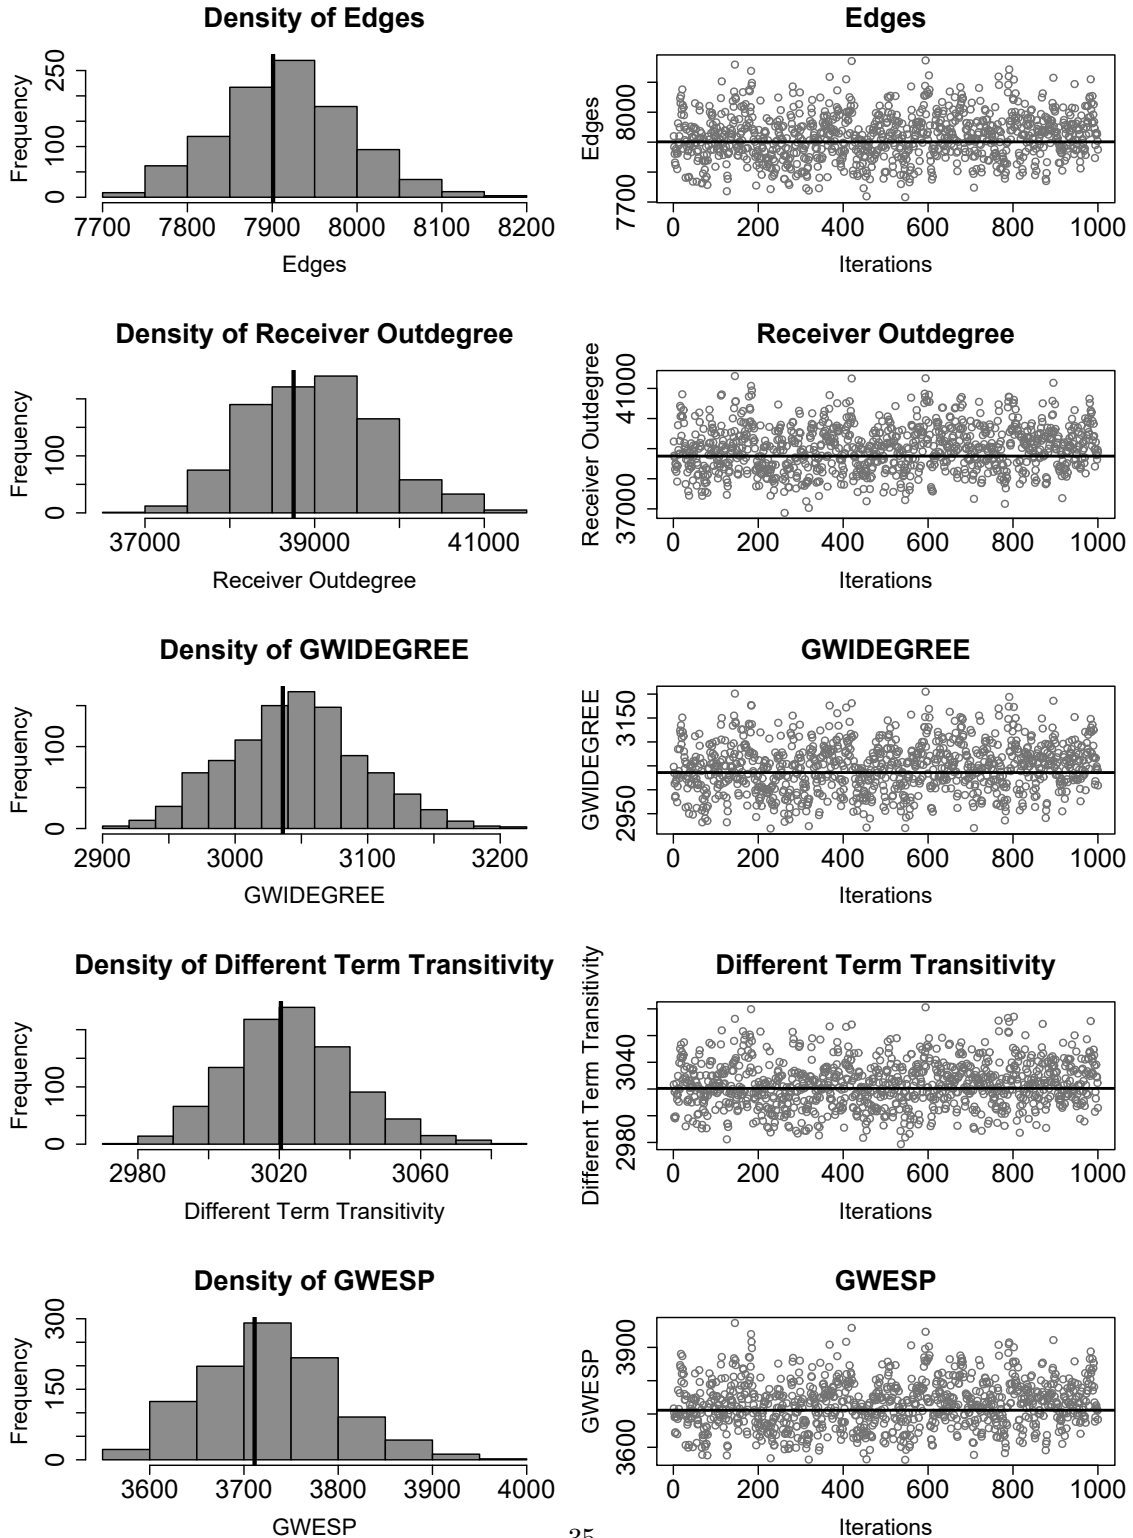 Density of Edges
Frequency
0 100 250
7700 7800 7900 8000 8100 8200
Edges
Edges
Edges
7700 8000
0 200 400 600 800 1000
Iterations
Density of Receiver Outdegree
Frequency
0 100
37000 39000 41000
Receiver Outdegree
Receiver Outdegree
Receiver Outdegree
37000 41000
0 200 400 600 800 1000
Iterations
Density of GWIDEGREE
Frequency
0 100
2900 3000 3100 3200
GWIDEGREE
GWIDEGREE
GWIDEGREE
2950 3150
0 200 400 600 800 1000
Iterations
Density of Different Term Transitivity
Frequency
0 100
2980 3020 3060
Different Term Transitivity
Different Term Transitivity
Different Term Transitivity
2980 3040
0 200 400 600 800 1000
Iterations
Density of GWESP
Frequency
0 150 300
3600 3700 3800 3900 4000
GWESP
GWESP
GWESP
3600 3900
0 200 400 600 800 1000
Iterations